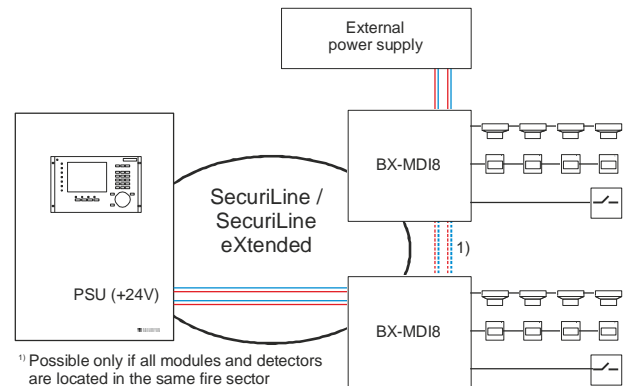 External
power supply
BX-MDI8
SecuriLine /
SecuriLine
eXtended
1)
PSU (+24V)
BX-MDI8
SECURITON
1) Possible only if all modules and detectors
are located in the same fire sector